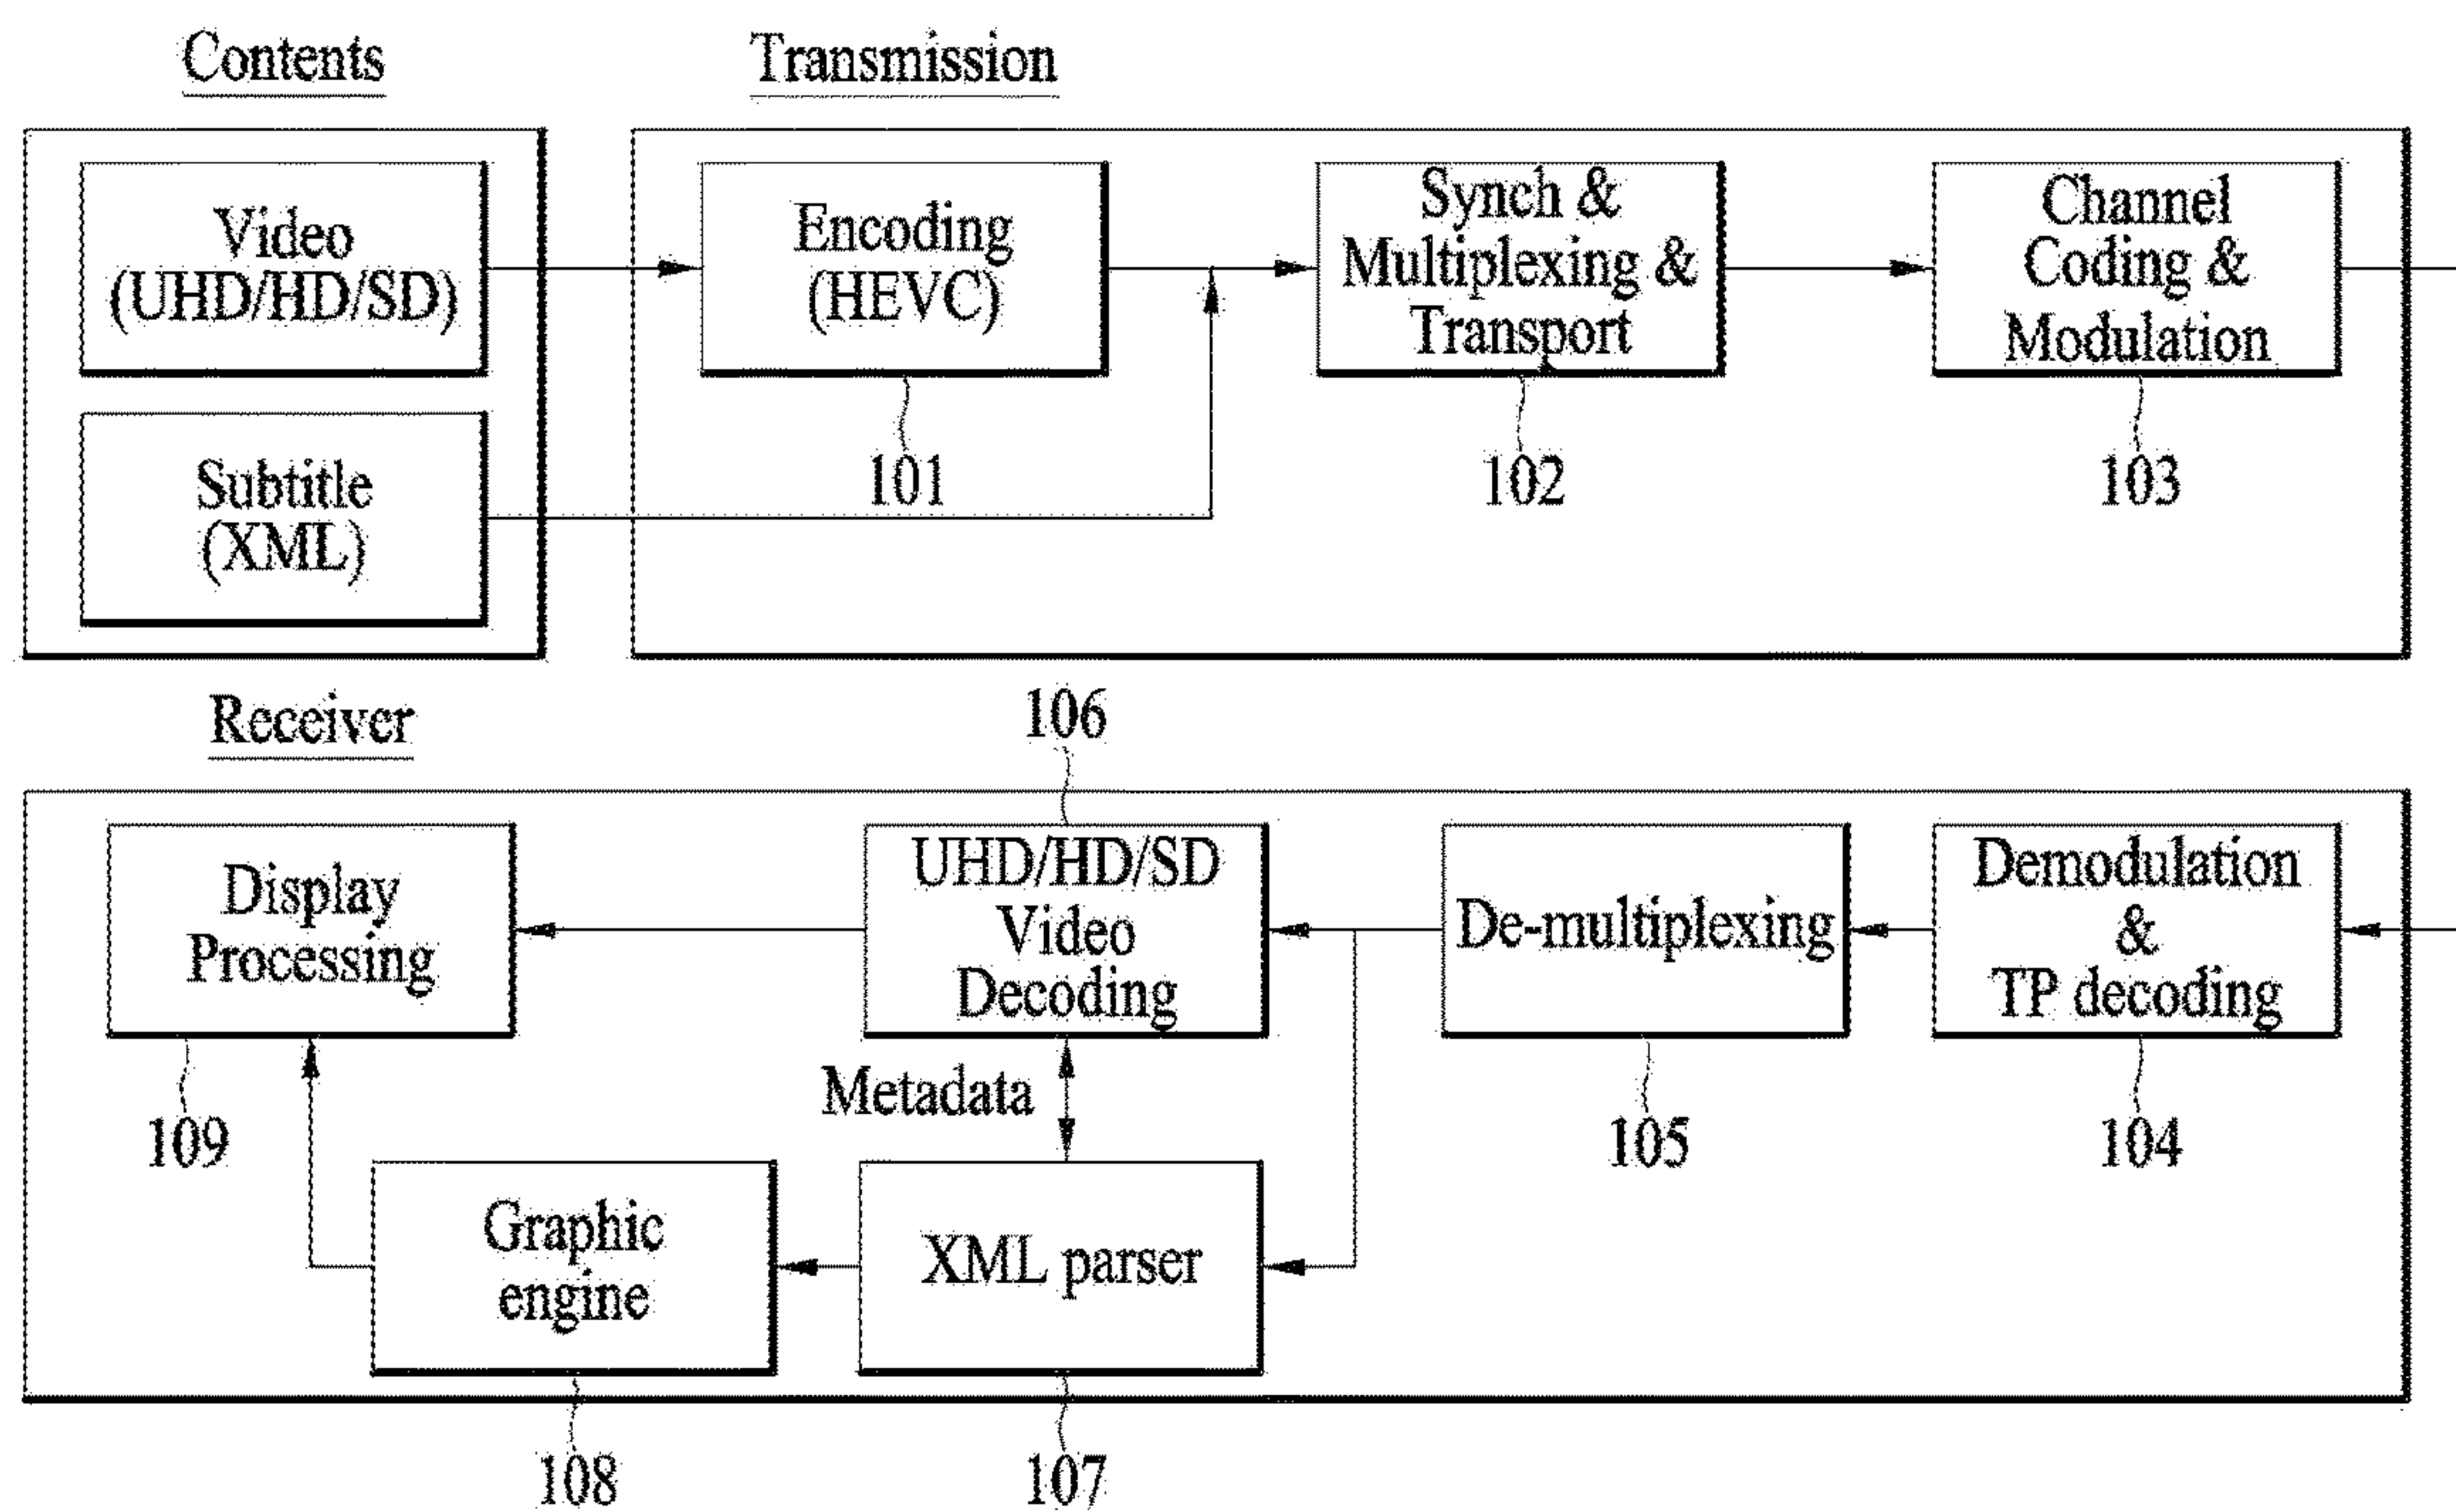 Contents
Transmission
Video
(UHD/HD/SD)
Encoding
(HEVC)
Synch &
Multiplexing &
Transport
Channel
Coding &
Modulation
101
102
103
Subtitle
(XML)
Receiver
106
Display
Processing
UHD/HD/SD
Video
Decoding
De-multiplexing
Demodulation
&
TP decoding
Metadata
109
105
104
Graphic
engine
XML parser
108
107